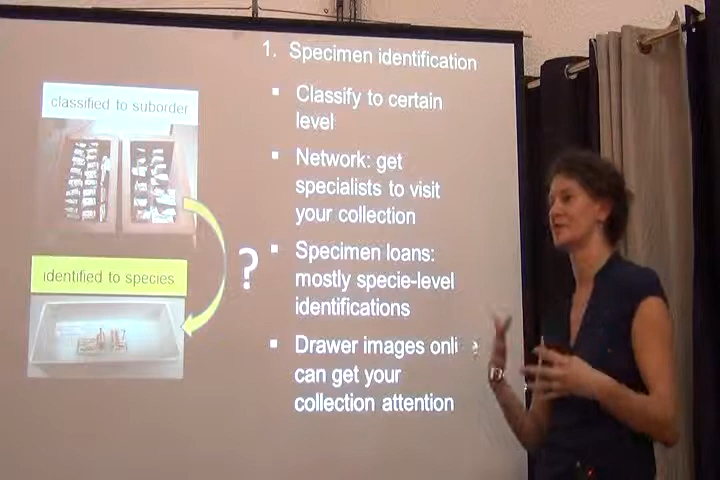 1. Specimen identification
classified to suborder
identified to species
?
▪ Classify to certain
level
▪ Network: get
specialists to visit
your collection
▪ Specimen loans:
mostly specie-level
identifications
▪ Drawer images
can get your
collection attention